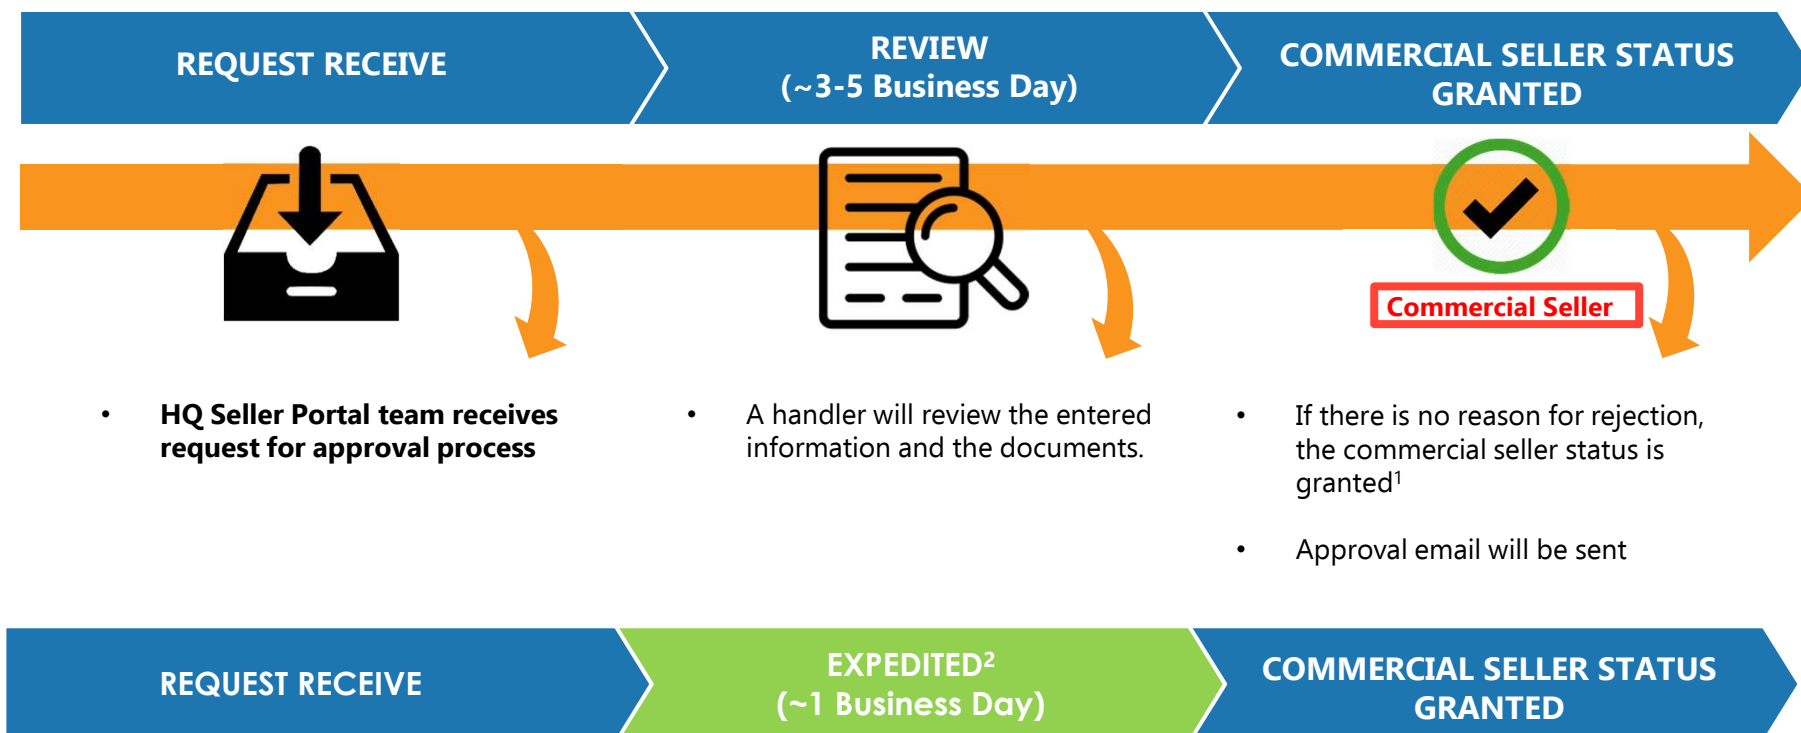 REQUEST RECEIVE
REVIEW
(~3-5 Business Day)
COMMERCIAL SELLER STATUS
GRANTED
Commercial Seller
• HQ Seller Portal team receives
request for approval process
• A handler will review the entered
information and the documents.
• If there is no reason for rejection,
the commercial seller status is
granted¹
• Approval email will be sent
REQUEST RECEIVE
EXPEDITED²
(~1 Business Day)
COMMERCIAL SELLER STATUS
GRANTED